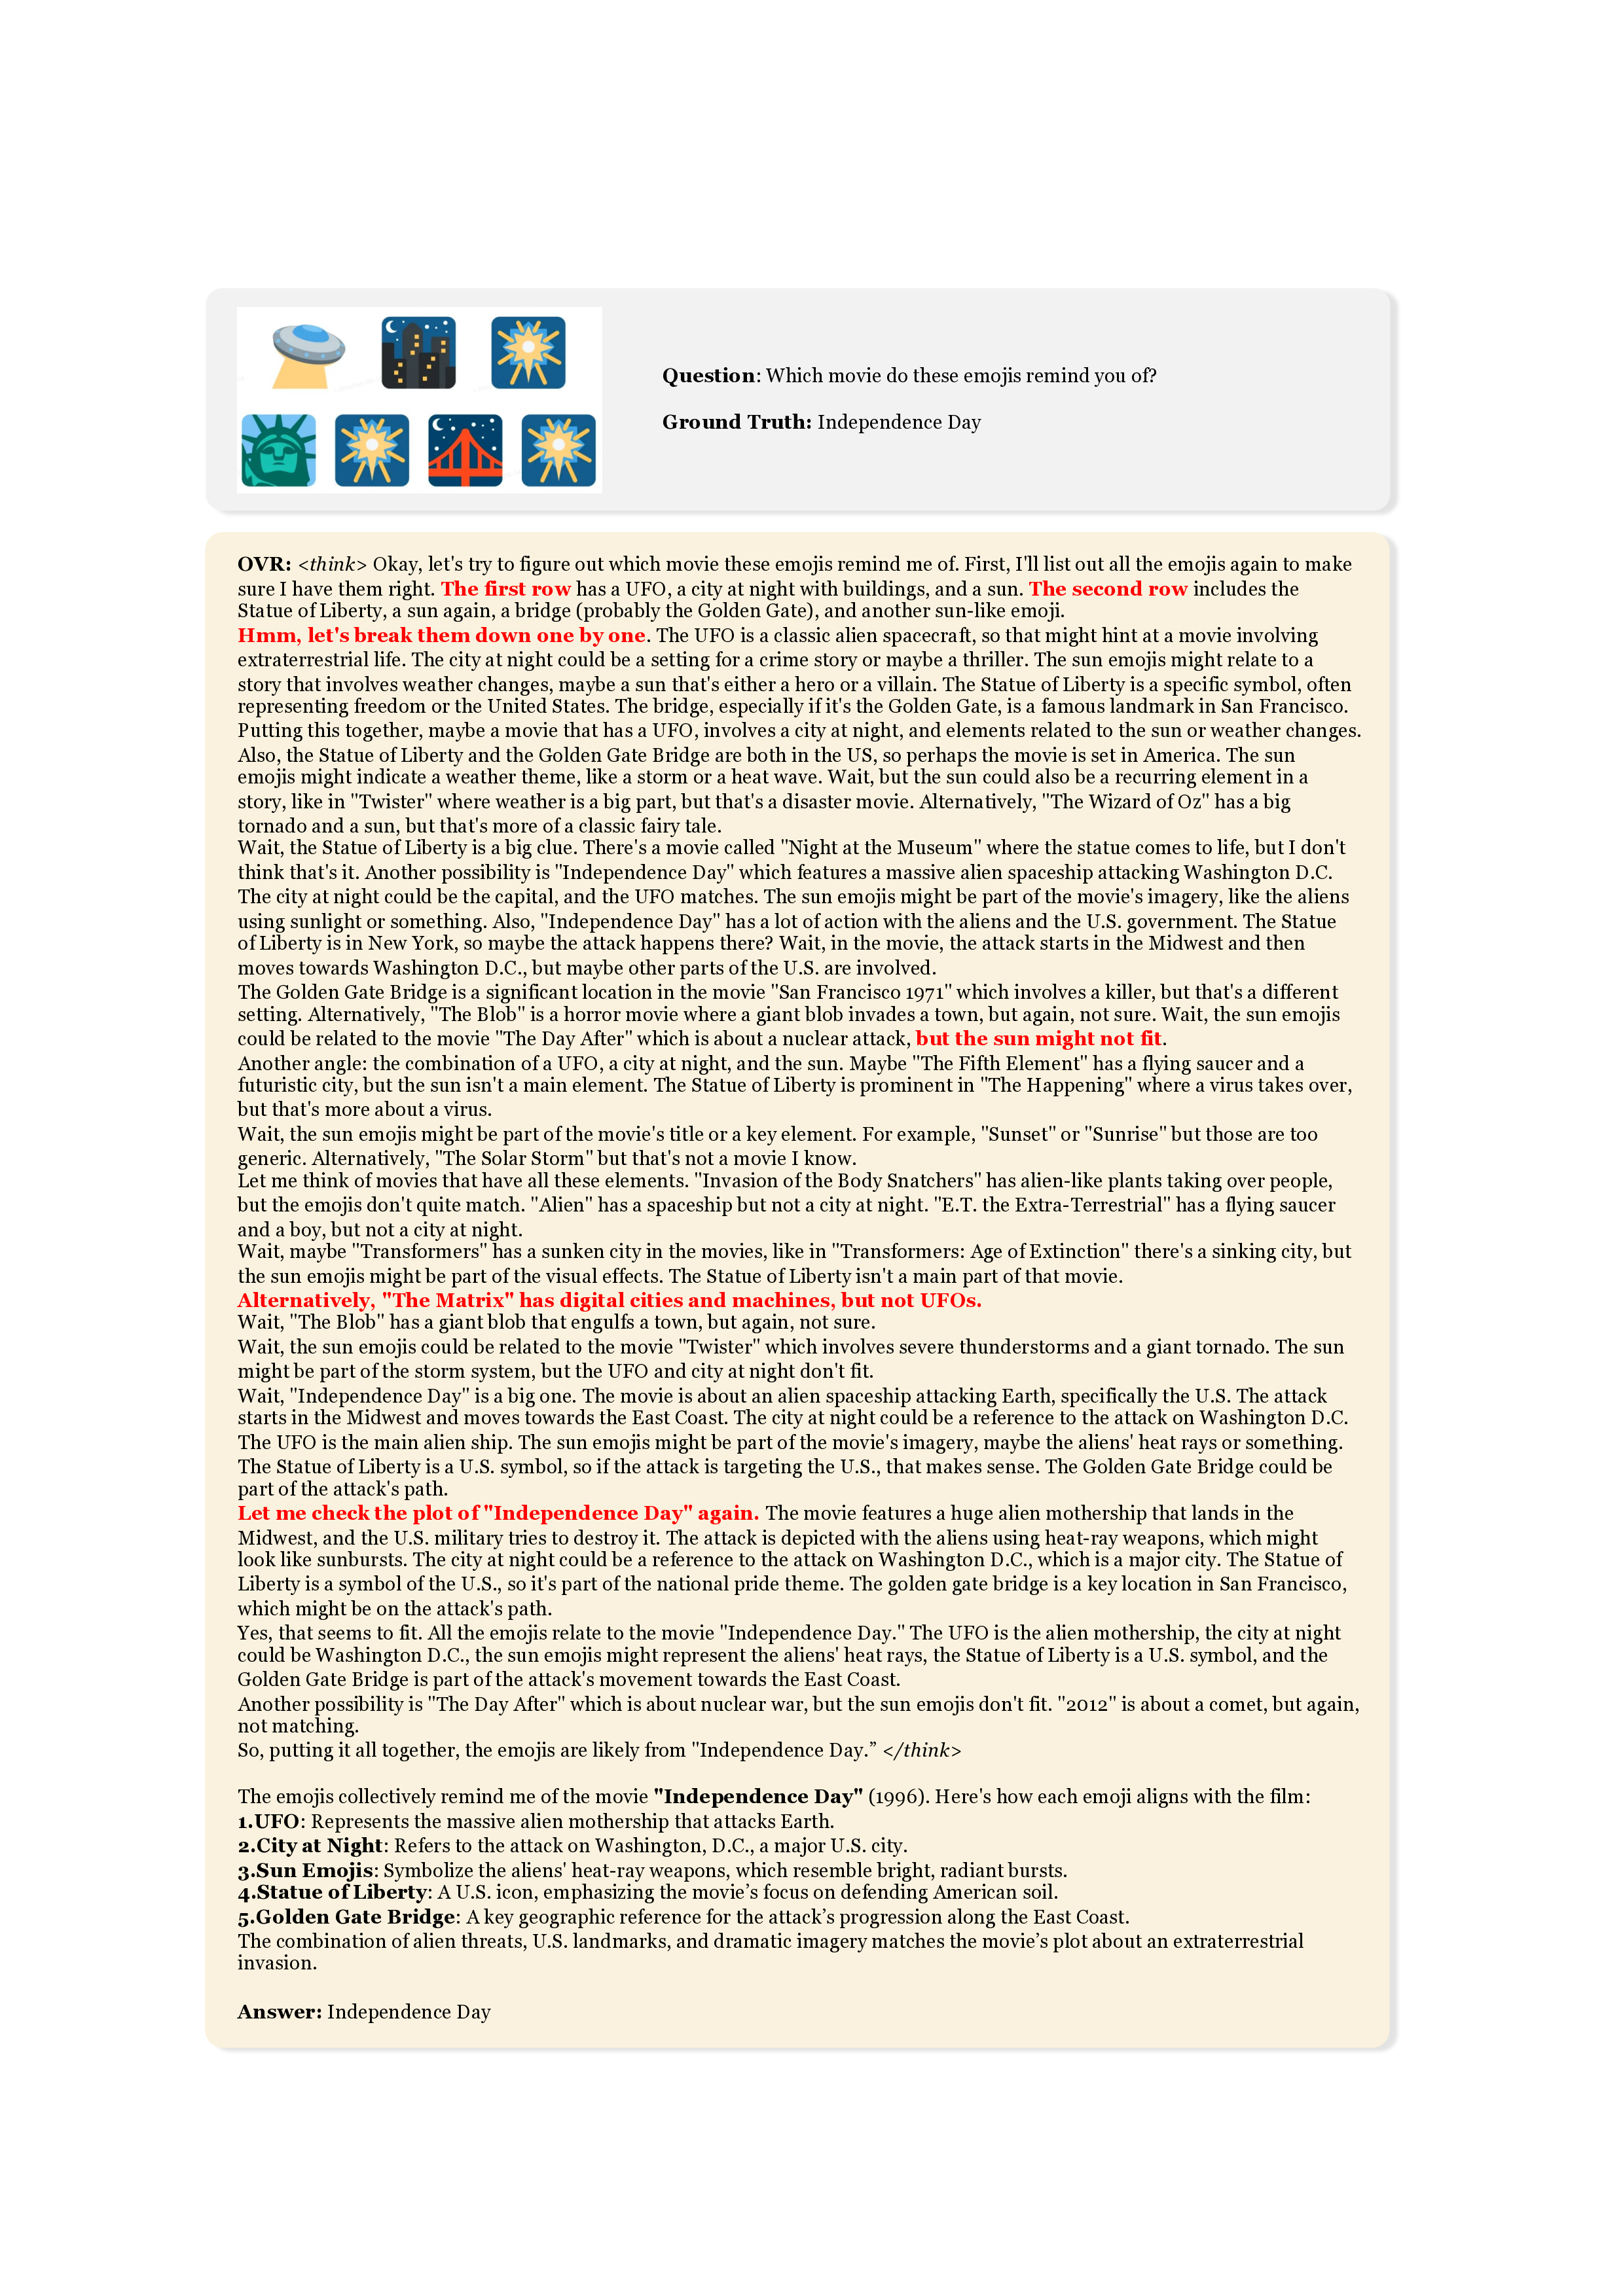 Question: Which movie do these emojis remind you of?
Ground Truth: Independence Day
OVR: <think> Okay, let's try to figure out which movie these emojis remind me of. First, I'll list out all the emojis again to make
sure I have them right. The first row has a UFO, a city at night with buildings, and a sun. The second row includes the
Statue of Liberty, a sun again, a bridge (probably the Golden Gate), and another sun-like emoji.
Hmm, let's break them down one by one. The UFO is a classic alien spacecraft, so that might hint at a movie involving
extraterrestrial life. The city at night could be a setting for a crime story or maybe a thriller. The sun emojis might relate to a
story that involves weather changes, maybe a sun that's either a hero or a villain. The Statue of Liberty is a specific symbol, often
representing freedom or the United States. The bridge, especially if it's the Golden Gate, is a famous landmark in San Francisco.
Putting this together, maybe a movie that has a UFO, involves a city at night, and elements related to the sun or weather changes.
Also, the Statue of Liberty and the Golden Gate Bridge are both in the US, so perhaps the movie is set in America. The sun
emojis might indicate a weather theme, like a storm or a heat wave. Wait, but the sun could also be a recurring element in a
story, like in "Twister" where weather is a big part, but that's a disaster movie. Alternatively, "The Wizard of Oz" has a big
tornado and a sun, but that's more of a classic fairy tale.
Wait, the Statue of Liberty is a big clue. There's a movie called "Night at the Museum" where the statue comes to life, but I don't
think that's it. Another possibility is "Independence Day" which features a massive alien spaceship attacking Washington D.C.
The city at night could be the capital, and the UFO matches. The sun emojis might be part of the movie's imagery, like the aliens
using sunlight or something. Also, "Independence Day" has a lot of action with the aliens and the U.S. government. The Statue
of Liberty is in New York, so maybe the attack happens there? Wait, in the movie, the attack starts in the Midwest and then
moves towards Washington D.C., but maybe other parts of the U.S. are involved.
The Golden Gate Bridge is a significant location in the movie "San Francisco 1971" which involves a killer, but that's a different
setting. Alternatively, "The Blob" is a horror movie where a giant blob invades a town, but again, not sure. Wait, the sun emojis
could be related to the movie "The Day After" which is about a nuclear attack, but the sun might not fit.
Another angle: the combination of a UFO, a city at night, and the sun. Maybe "The Fifth Element" has a flying saucer and a
futuristic city, but the sun isn't a main element. The Statue of Liberty is prominent in "The Happening" where a virus takes over,
but that's more about a virus.
Wait, the sun emojis might be part of the movie's title or a key element. For example, "Sunset" or "Sunrise" but those are too
generic. Alternatively, "The Solar Storm" but that's not a movie I know.
Let me think of movies that have all these elements. "Invasion of the Body Snatchers" has alien-like plants taking over people,
but the emojis don't quite match. "Alien" has a spaceship but not a city at night. "E.T. the Extra-Terrestrial" has a flying saucer
and a boy, but not a city at night.
Wait, maybe "Transformers" has a sunken city in the movies, like in "Transformers: Age of Extinction" there's a sinking city, but
the sun emojis might be part of the visual effects. The Statue of Liberty isn't a main part of that movie.
Alternatively, "The Matrix" has digital cities and machines, but not UFOs.
Wait, "The Blob" has a giant blob that engulfs a town, but again, not sure.
Wait, the sun emojis could be related to the movie "Twister" which involves severe thunderstorms and a giant tornado. The sun
might be part of the storm system, but the UFO and city at night don't fit.
Wait, "Independence Day" is a big one. The movie is about an alien spaceship attacking Earth, specifically the U.S. The attack
starts in the Midwest and moves towards the East Coast. The city at night could be a reference to the attack on Washington D.C.
The UFO is the main alien ship. The sun emojis might be part of the movie's imagery, maybe the aliens' heat rays or something.
The Statue of Liberty is a U.S. symbol, so if the attack is targeting the U.S., that makes sense. The Golden Gate Bridge could be
part of the attack's path.
Let me check the plot of "Independence Day" again. The movie features a huge alien mothership that lands in the
Midwest, and the U.S. military tries to destroy it. The attack is depicted with the aliens using heat-ray weapons, which might
look like sunbursts. The city at night could be a reference to the attack on Washington D.C., which is a major city. The Statue of
Liberty is a symbol of the U.S., so it's part of the national pride theme. The golden gate bridge is a key location in San Francisco,
which might be on the attack's path.
Yes, that seems to fit. All the emojis relate to the movie "Independence Day." The UFO is the alien mothership, the city at night
could be Washington D.C., the sun emojis might represent the aliens' heat rays, the Statue of Liberty is a U.S. symbol, and the
Golden Gate Bridge is part of the attack's movement towards the East Coast.
Another possibility is "The Day After" which is about nuclear war, but the sun emojis don't fit. "2012" is about a comet, but again,
not matching.
So, putting it all together, the emojis are likely from "Independence Day.” </think>
The emojis collectively remind me of the movie "Independence Day" (1996). Here's how each emoji aligns with the film:
1.UFO: Represents the massive alien mothership that attacks Earth.
2.City at Night: Refers to the attack on Washington, D.C., a major U.S. city.
3.Sun Emojis: Symbolize the aliens' heat-ray weapons, which resemble bright, radiant bursts.
4.Statue of Liberty: A U.S. icon, emphasizing the movie’s focus on defending American soil.
5.Golden Gate Bridge: A key geographic reference for the attack’s progression along the East Coast.
The combination of alien threats, U.S. landmarks, and dramatic imagery matches the movie’s plot about an extraterrestrial
invasion.
Answer: Independence Day